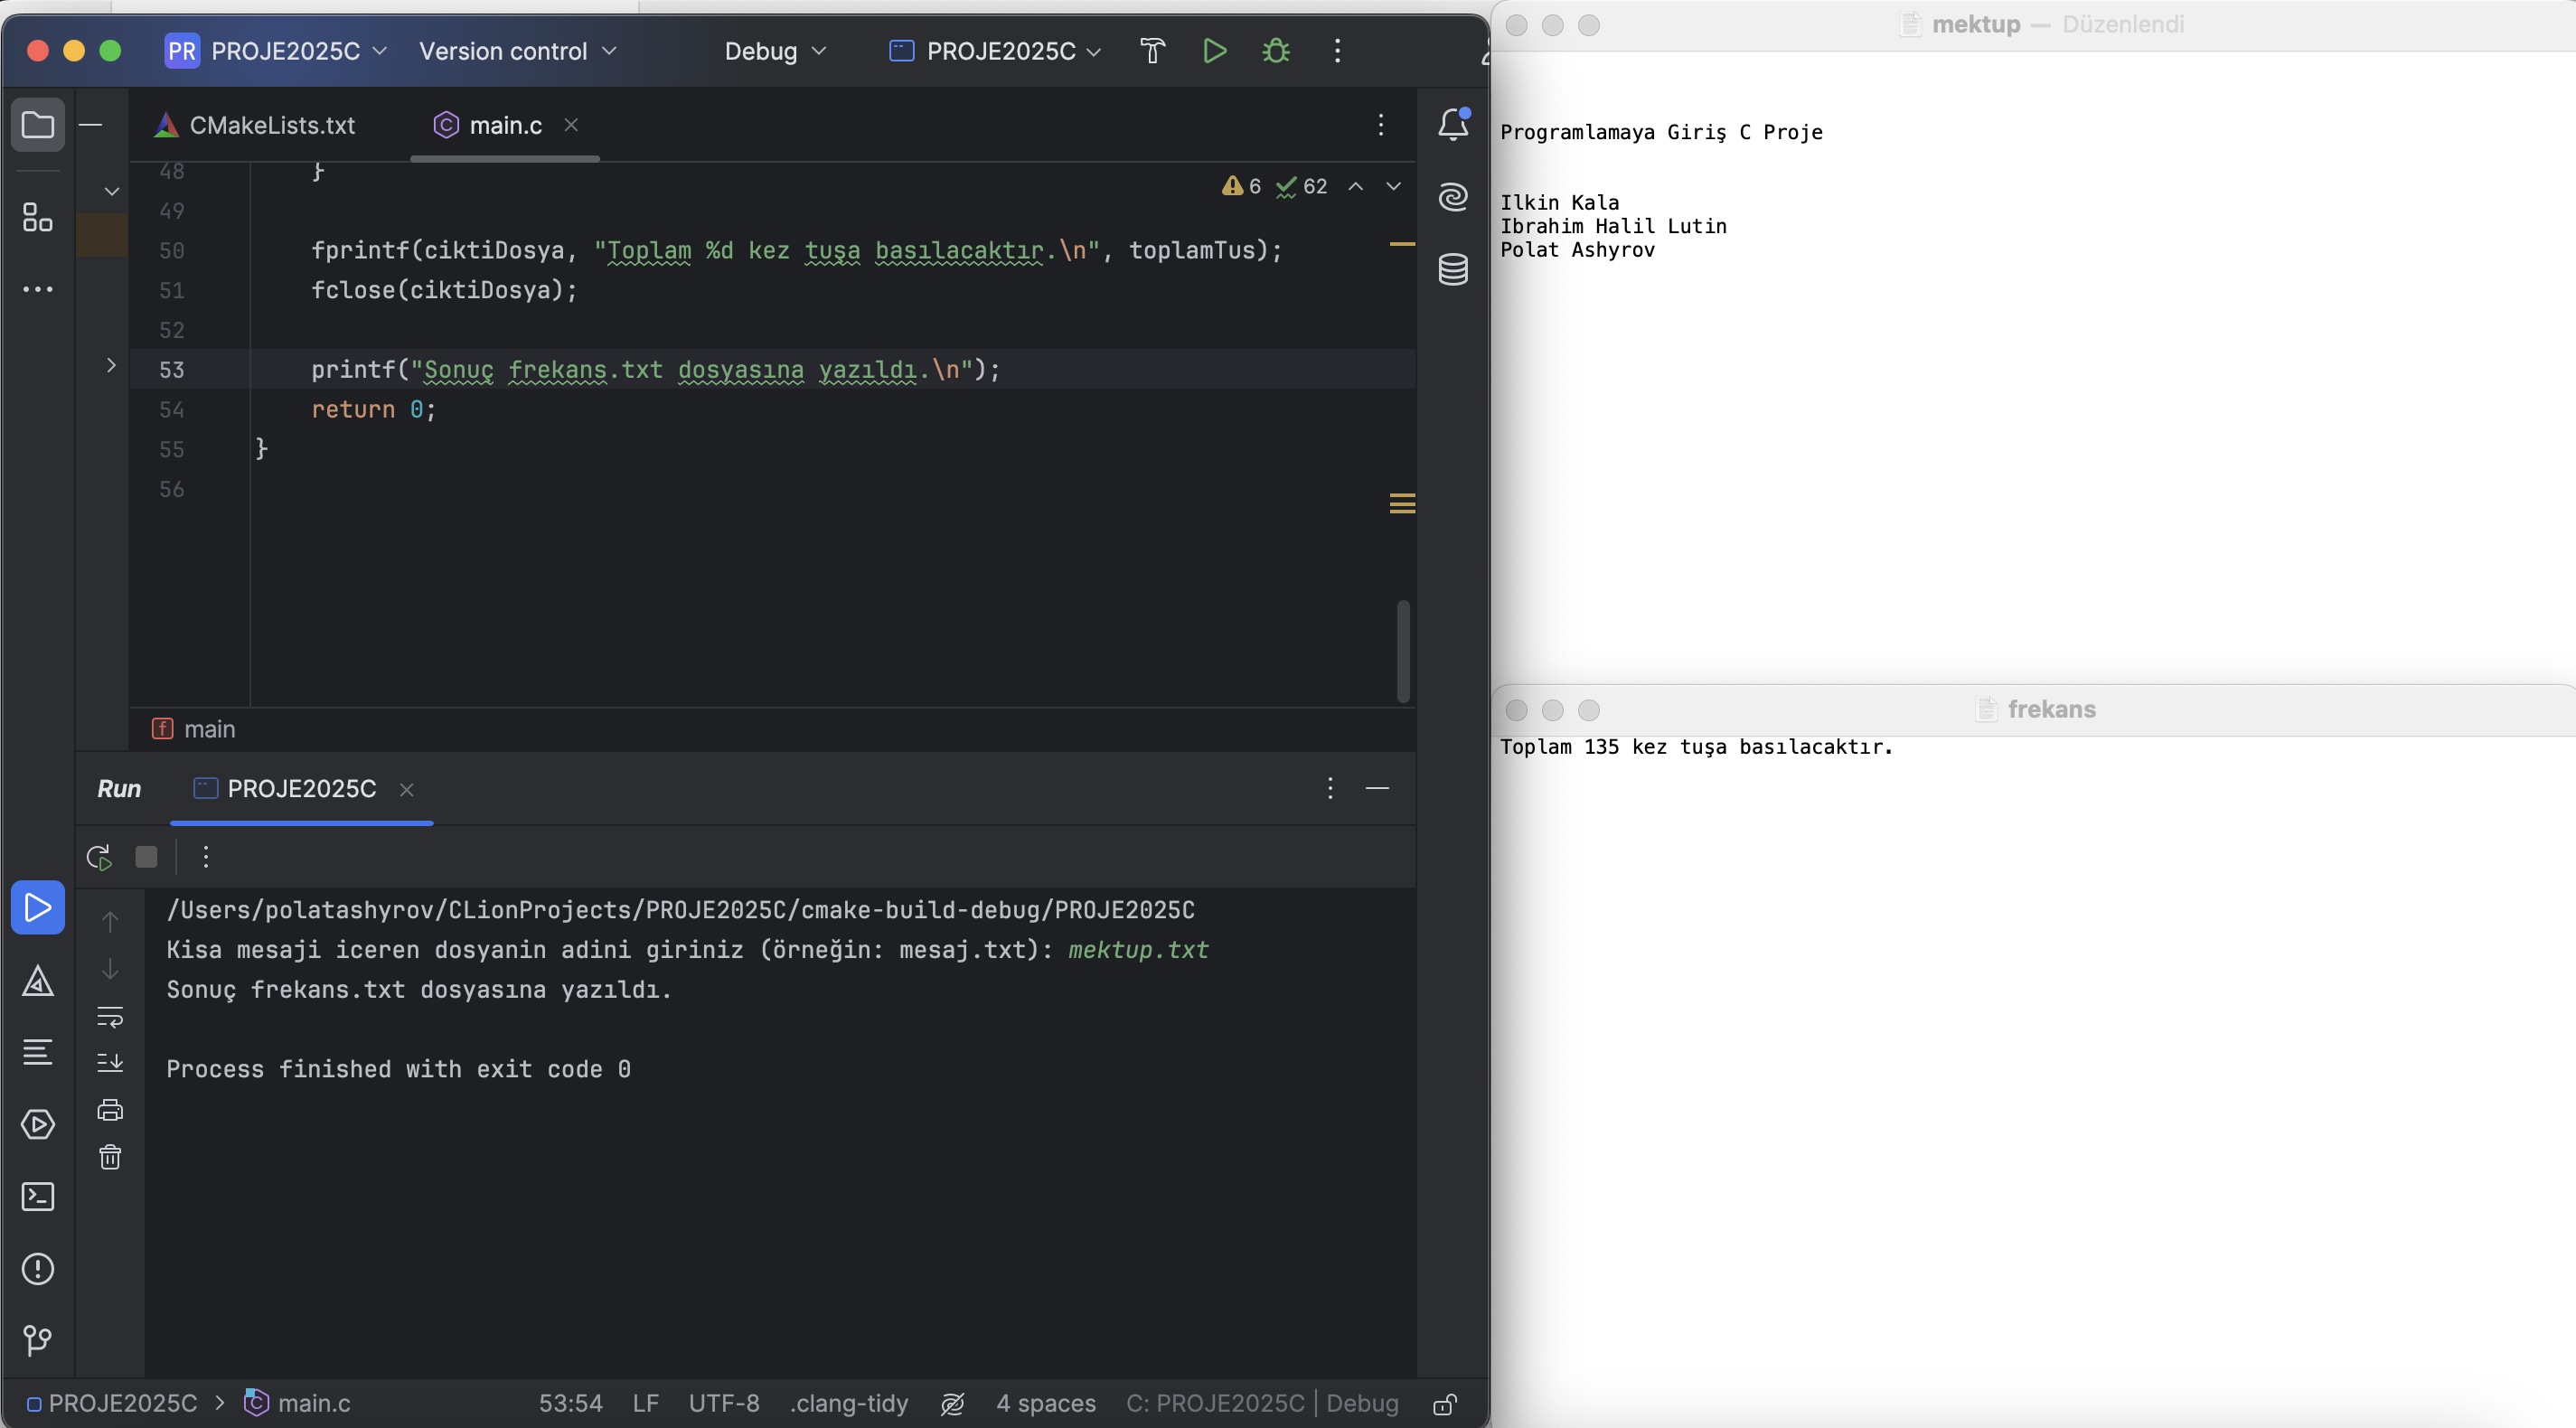 PR PROJE2025C Version control Debug PROJE2025C
CMakeLists.txt main.c
6 62
48 }
49
50 fprintf(ciktiDosya, "Toplam %d kez tuşa basılacaktır.\n", toplamTus);
51 fclose(ciktiDosya);
52
53 printf("Sonuç frekans.txt dosyasına yazıldı.\n");
54 return 0;
55 }
56
f main
Run PROJE2025C
/Users/polatashyrov/CLionProjects/PROJE2025C/cmake-build-debug/PROJE2025C
Kisa mesaji iceren dosyanin adini giriniz (örneğin: mesaj.txt): mektup.txt
Sonuç frekans.txt dosyasına yazıldı.
Process finished with exit code 0
PROJE2025C > main.c 53:54 LF UTF-8 .clang-tidy 4 spaces C: PROJE2025C | Debug
mektup — Düzenlendi
Programlamaya Giriş C Proje
Ilkin Kala
Ibrahim Halil Lutin
Polat Ashyrov
frekans
Toplam 135 kez tuşa basılacaktır.